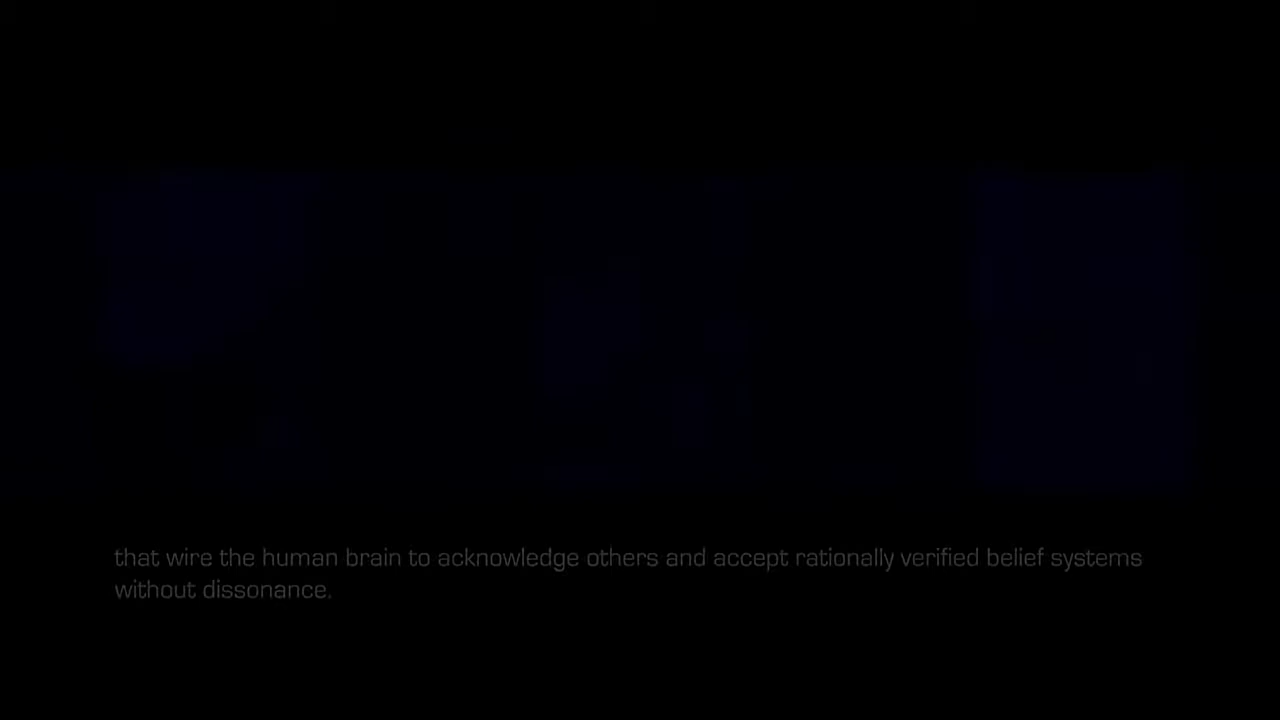 that wire the human brain to acknowledge others and accept rationally verified belief systems
without dissonance.